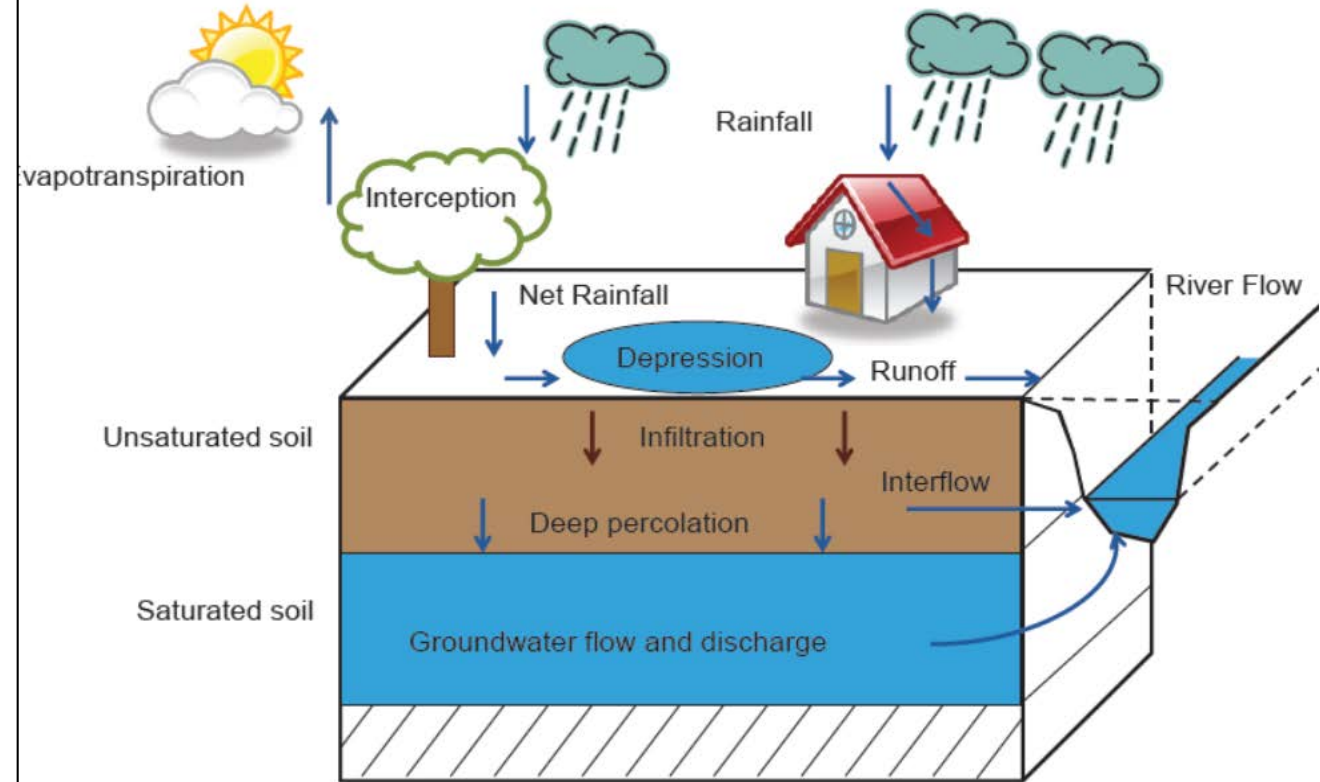 Rainfall
Evapotranspiration
Interception
Net Rainfall
River Flow
Depression
Runoff
Unsaturated soil
Infiltration
Interflow
Deep percolation
Saturated soil
Groundwater flow and discharge